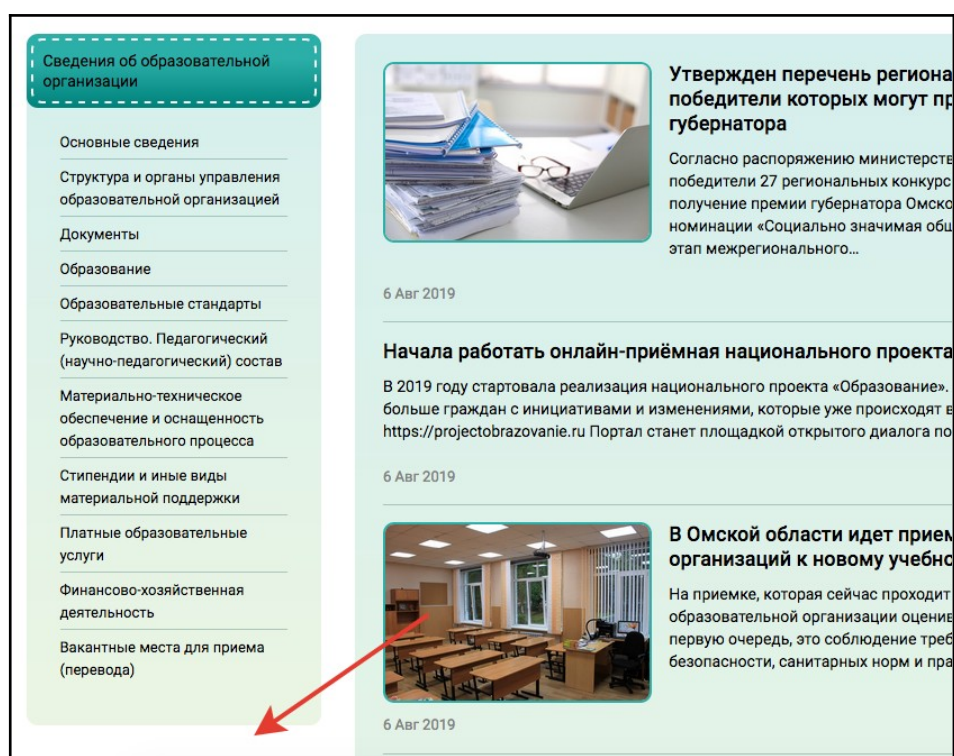 Сведения об образовательной
организации
Основные сведения
Структура и органы управления
образовательной организацией
Документы
Образование
Образовательные стандарты
Руководство. Педагогический
(научно-педагогический) состав
Материально-техническое
обеспечение и оснащенность
образовательного процесса
Стипендии и иные виды
материальной поддержки
Платные образовательные
услуги
Финансово-хозяйственная
деятельность
Вакантные места для приема
(перевода)
Утвержден перечень региона
победители которых могут пр
губернатора
Согласно распоряжению министерств
победители 27 региональных конкурс
получение премии губернатора Омско
номинации «Социально значимая общ
этап межрегионального…
6 Авг 2019
Начала работать онлайн-приёмная национального проекта
В 2019 году стартовала реализация национального проекта «Образование».
больше граждан с инициативами и изменениями, которые уже происходят в
https://projectobrazovanie.ru Портал станет площадкой открытого диалога по
6 Авг 2019
В Омской области идет прием
организаций к новому учебно
На приемке, которая сейчас проходит
образовательной организации оценив
первую очередь, это соблюдение треб
безопасности, санитарных норм и пра
6 Авг 2019